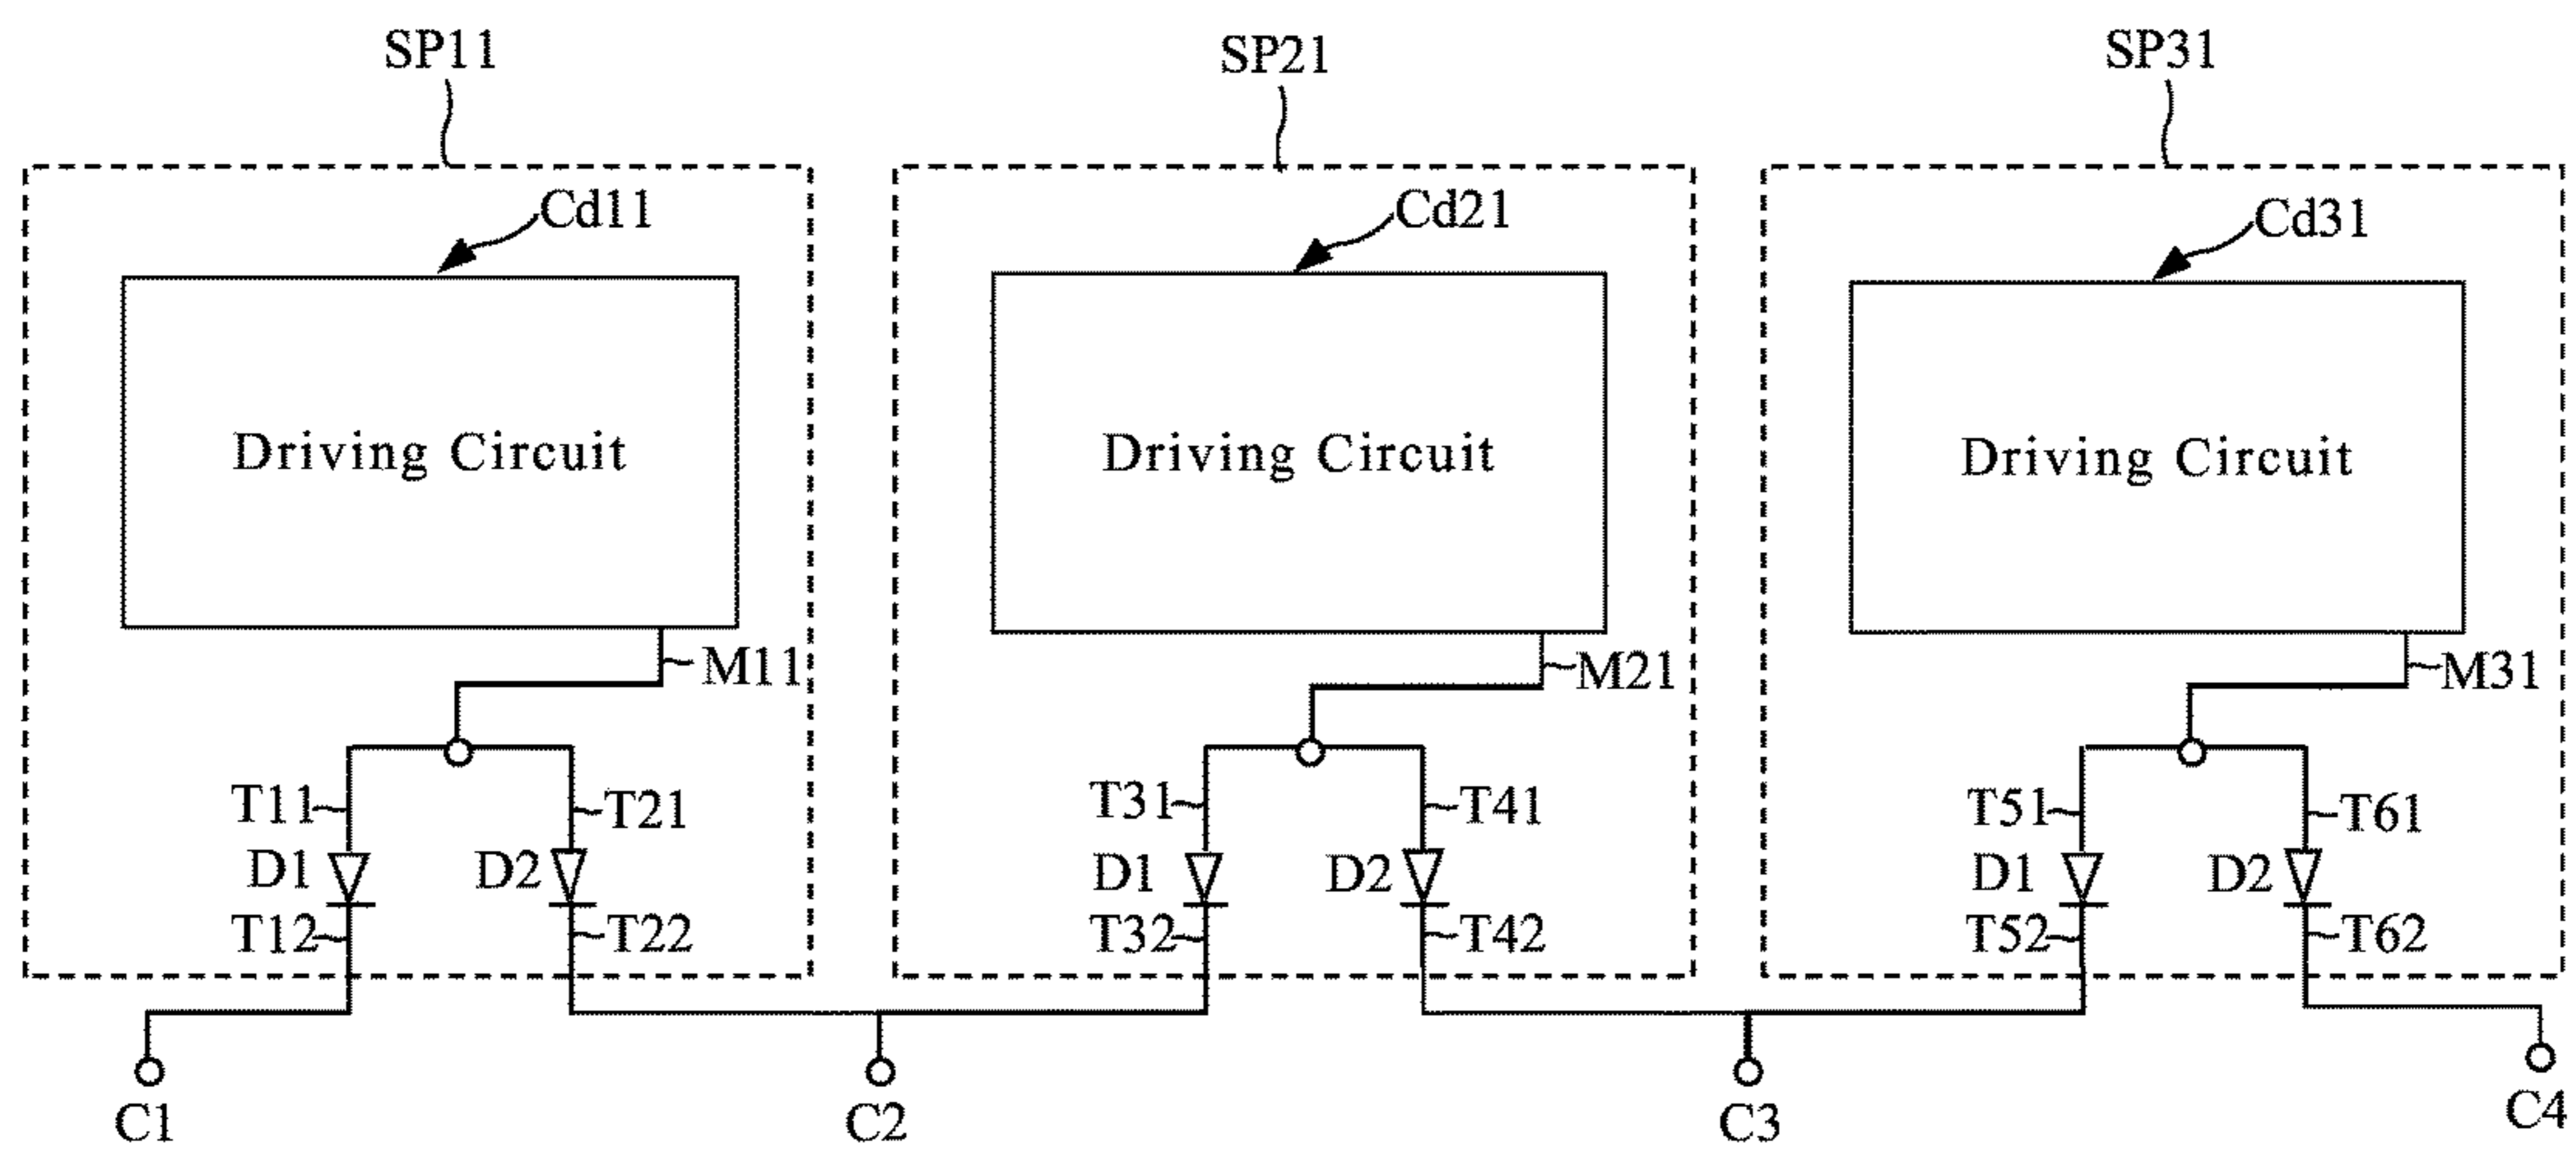 SP11 SP21 SP31
Cd11 Cd21 Cd31
Driving Circuit Driving Circuit Driving Circuit
M11 M21 M31
T11 T21 T31 T41 T51 T61
D1 D2 D1 D2 D1 D2
T12 T22 T32 T42 T52 T62
C1 C2 C3 C4